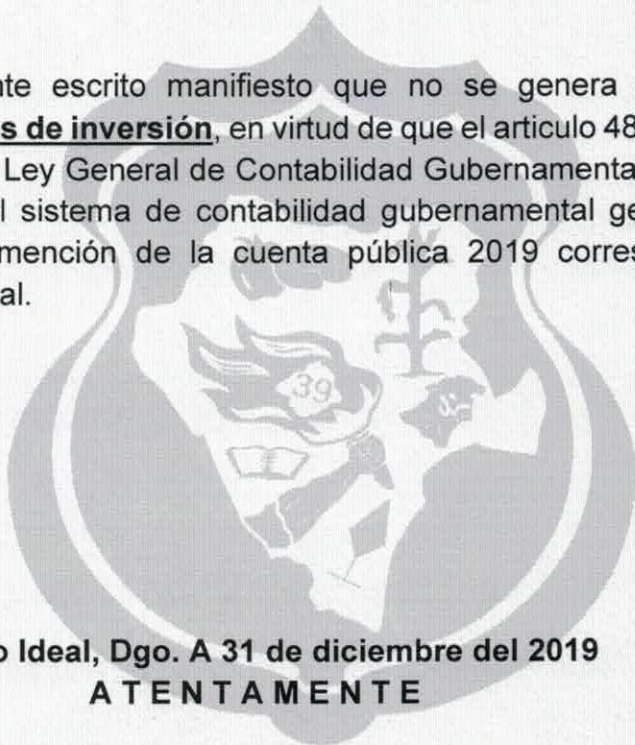 nte escrito manifiesto que no se genera
s de inversión, en virtud de que el articulo 48
Ley General de Contabilidad Gubernamenta
l sistema de contabilidad gubernamental ge
mención de la cuenta pública 2019 corres
al.
39
o Ideal, Dgo. A 31 de diciembre del 2019
A T E N T A M E N T E